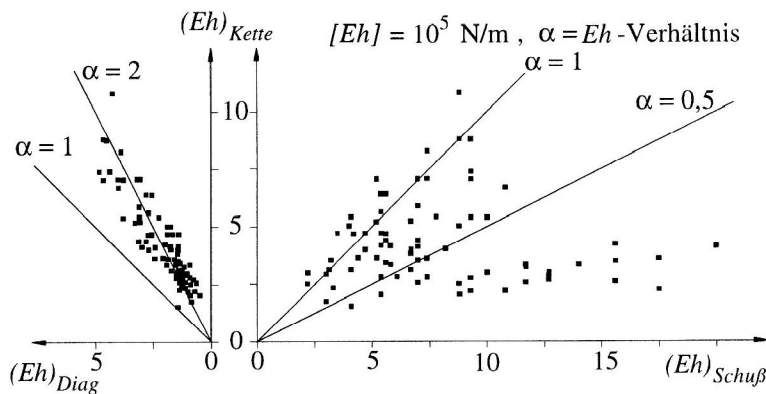 (Eh)Kette
[Eh] = 10⁵ N/m , α = Eh -Verhältnis
α = 2
α = 1
α = 1
α = 0,5
10
5
0
5
0
0
5
10
15
(Eh)Diag
(Eh)Schuß